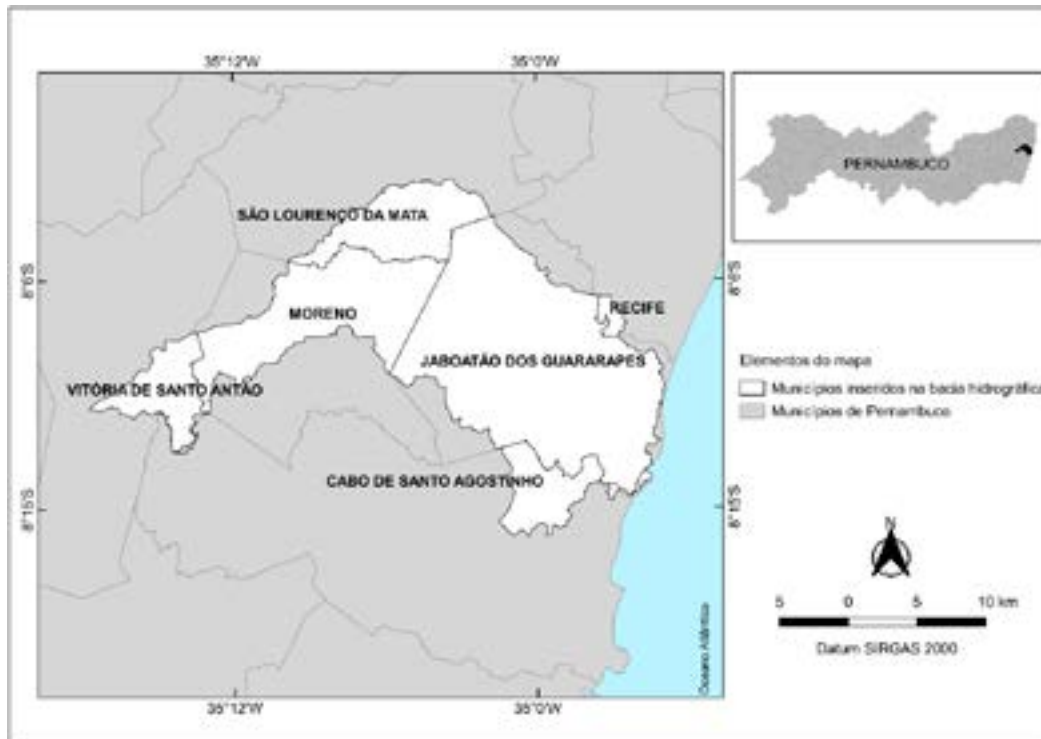 35°12'W
35°0'W
PERNAMBUCO
SÃO LOURENÇO DA MATA
8°6'S
8°6'S
MORENO
RECIFE
JABOATÃO DOS GUARARAPES
Elementos do mapa
VITÓRIA DE SANTO ANTÃO
Municípios inseridos na bacia hidrográfica
Municípios de Pernambuco
CABO DE SANTO AGOSTINHO
8°15'S
8°15'S
N
5 0 5 10 km
Datum SIRGAS 2000
Oceano Atlântico
35°12'W
35°0'W